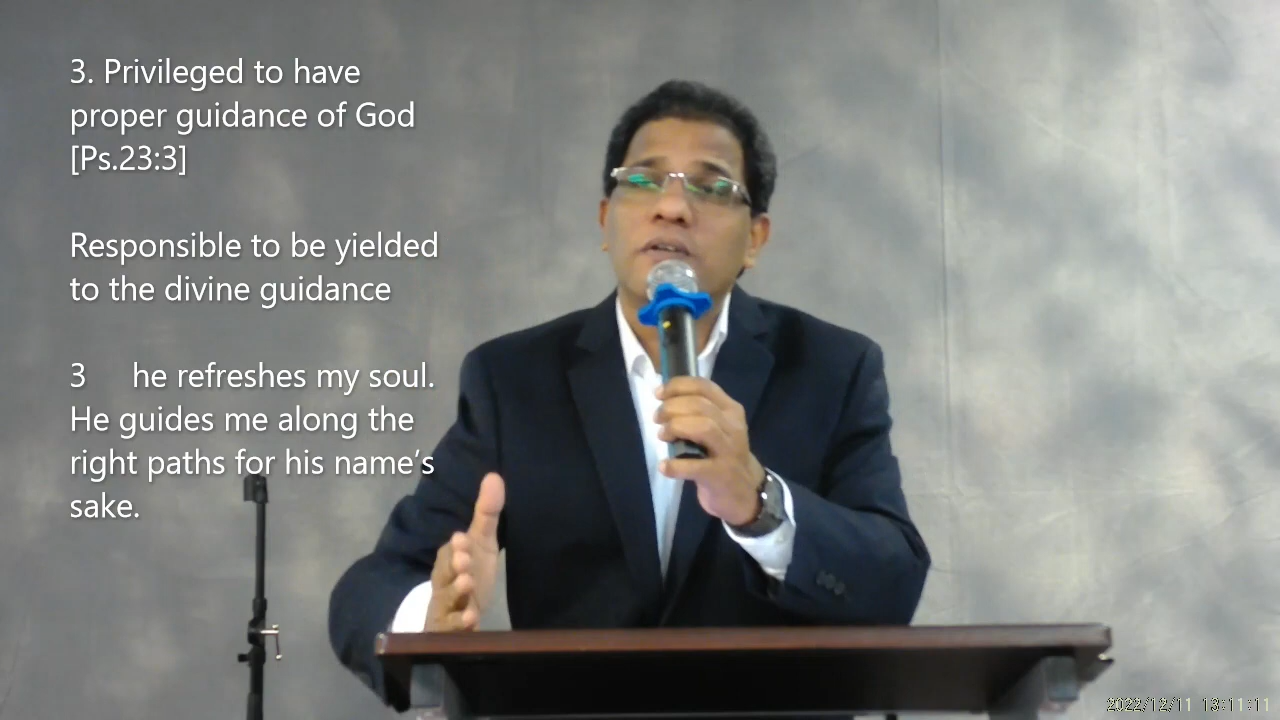 3. Privileged to have
proper guidance of God
[Ps.23:3]
Responsible to be yielded
to the divine guidance
3 he refreshes my soul.
He guides me along the
right paths for his name’s
sake.
2022/12/11 13:11:11